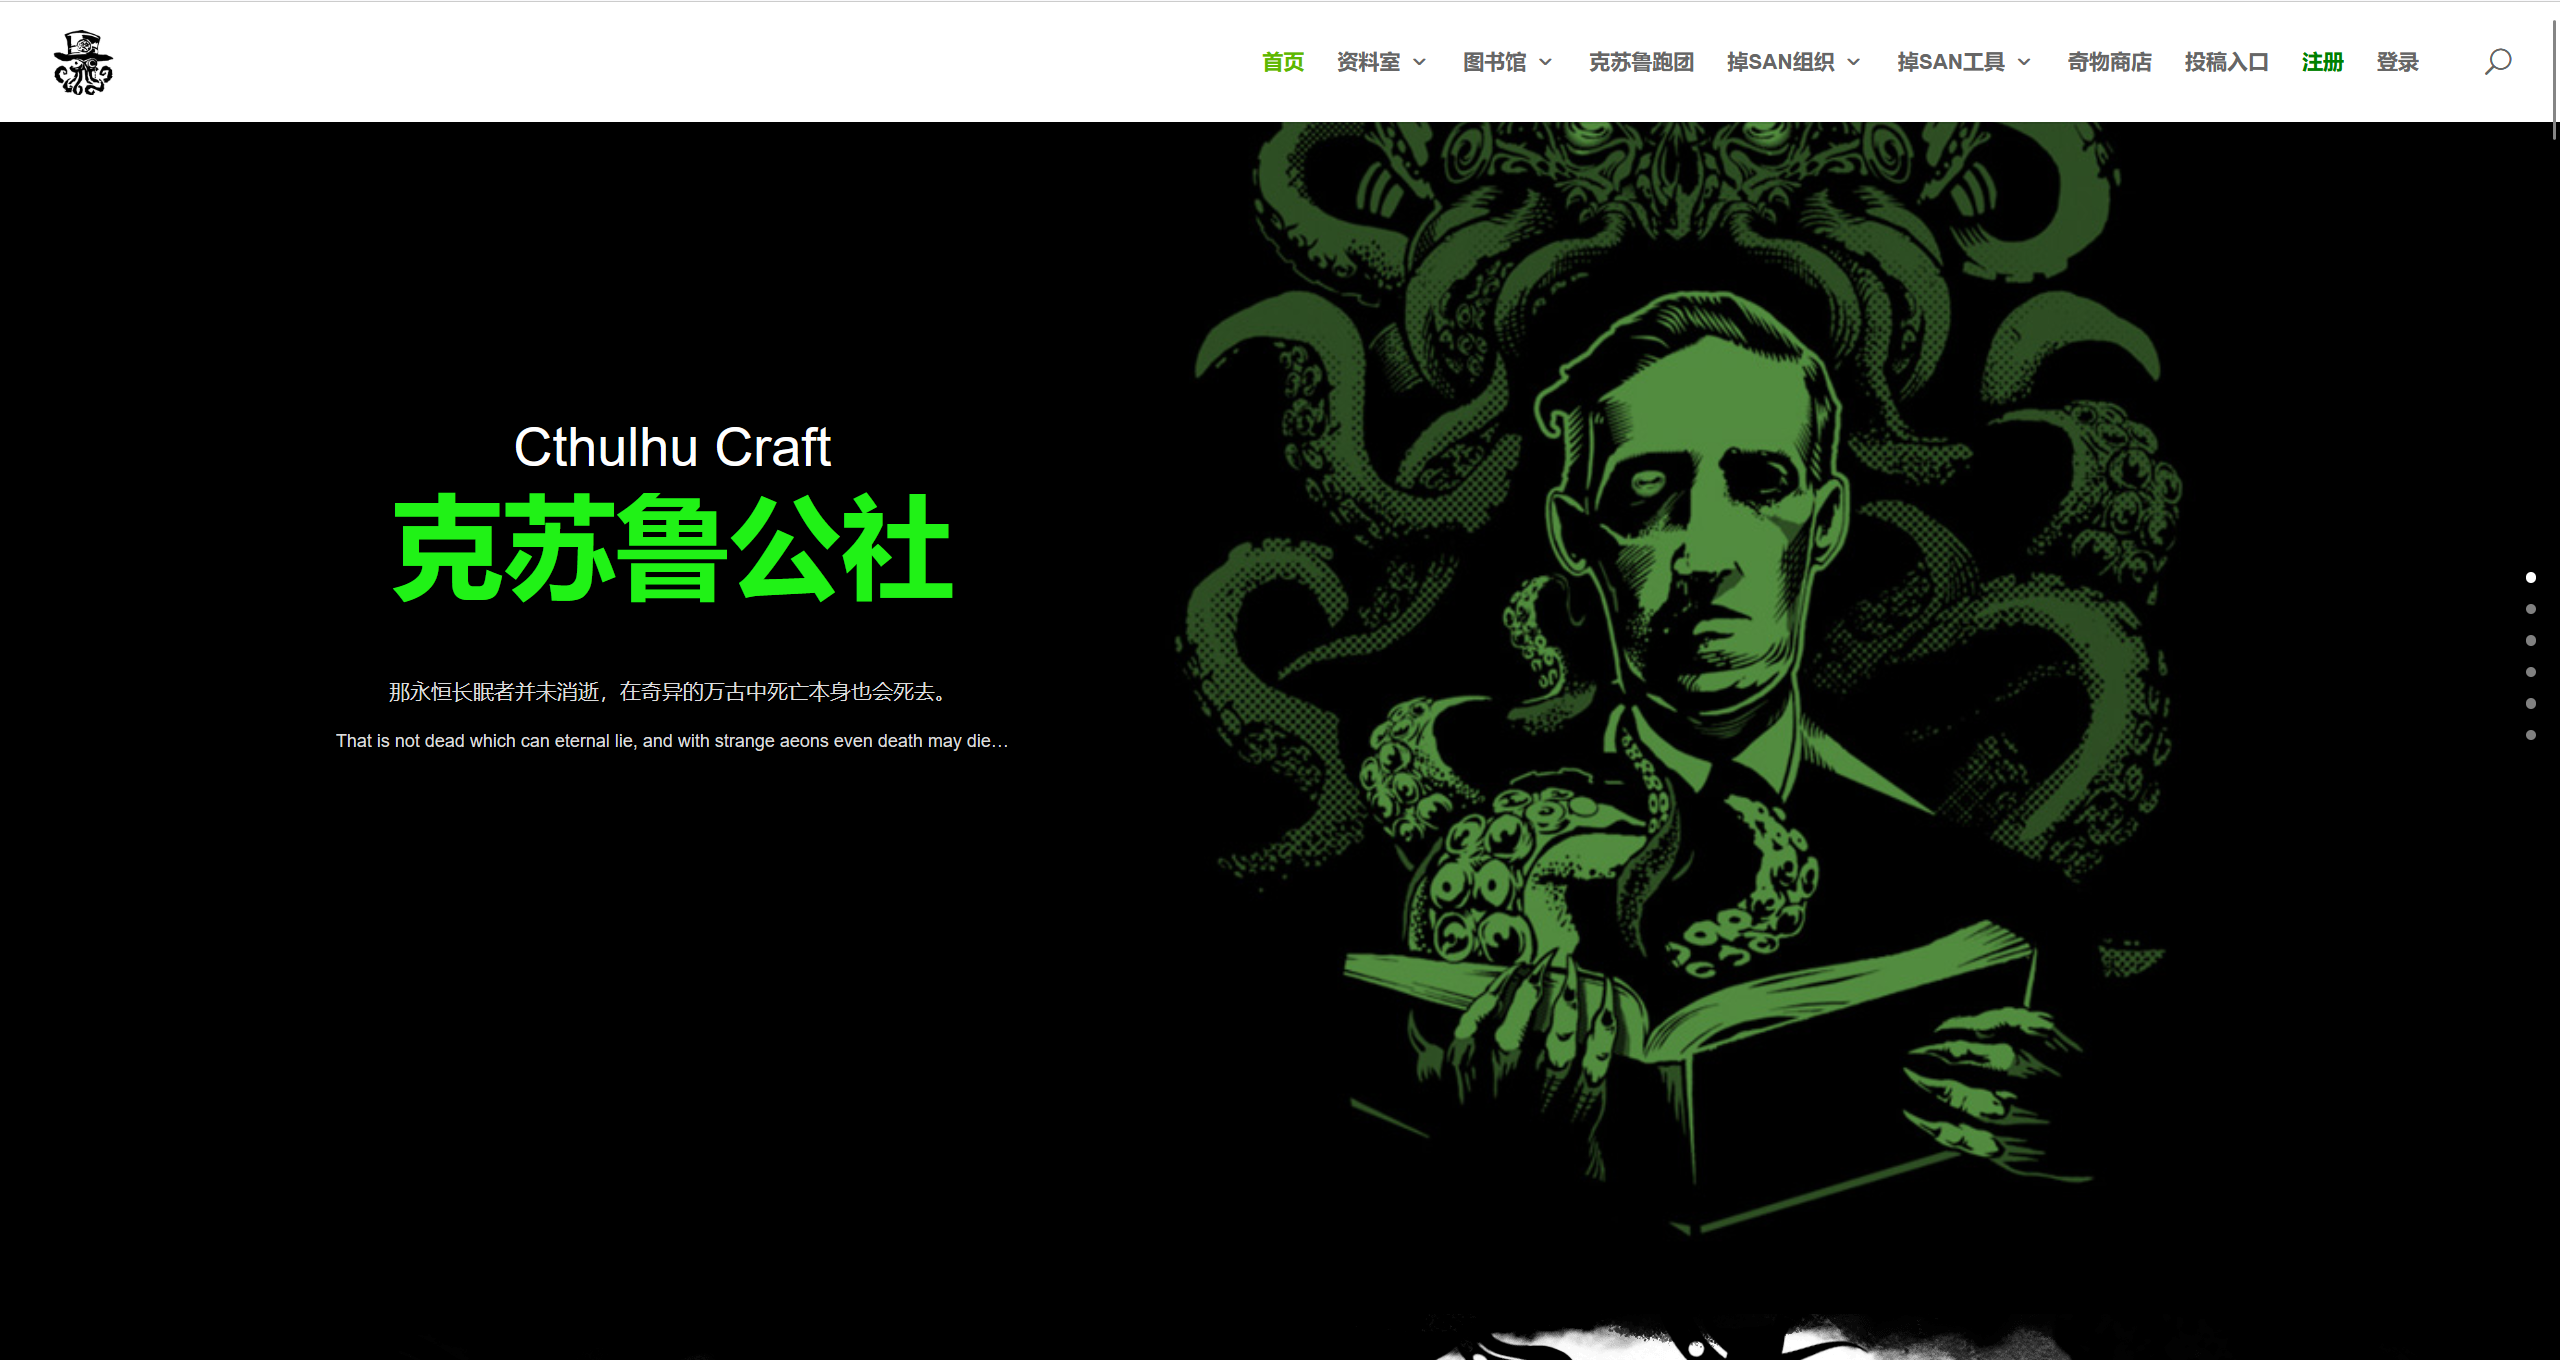 首页 资料室 图书馆 克苏鲁跑团 掉SAN组织 掉SAN工具 奇物商店 投稿入口 注册 登录
Cthulhu Craft
克苏鲁公社
那永恒长眠者并未消逝，在奇异的万古中死亡本身也会死去。
That is not dead which can eternal lie, and with strange aeons even death may die…